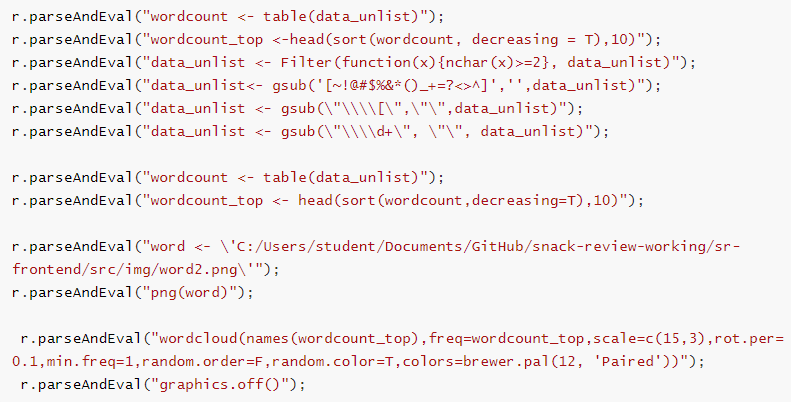 r.parseAndEval("wordcount <- table(data_unlist)");
r.parseAndEval("wordcount_top <-head(sort(wordcount, decreasing = T),10)");
r.parseAndEval("data_unlist <- Filter(function(x){nchar(x)>=2}, data_unlist)");
r.parseAndEval("data_unlist<- gsub('[~!@#$%&*()_+=?<>^]','',data_unlist)");
r.parseAndEval("data_unlist <- gsub(\"\\\\[\",\"\",data_unlist)");
r.parseAndEval("data_unlist <- gsub(\"\\\\d+\", \"\", data_unlist)");
r.parseAndEval("wordcount <- table(data_unlist)");
r.parseAndEval("wordcount_top <- head(sort(wordcount,decreasing=T),10)");
r.parseAndEval("word <- \'C:/Users/student/Documents/GitHub/snack-review-working/sr-
frontend/src/img/word2.png\'");
r.parseAndEval("png(word)");
r.parseAndEval("wordcloud(names(wordcount_top),freq=wordcount_top,scale=c(15,3),rot.per=
0.1,min.freq=1,random.order=F,random.color=T,colors=brewer.pal(12, 'Paired'))");
r.parseAndEval("graphics.off()");